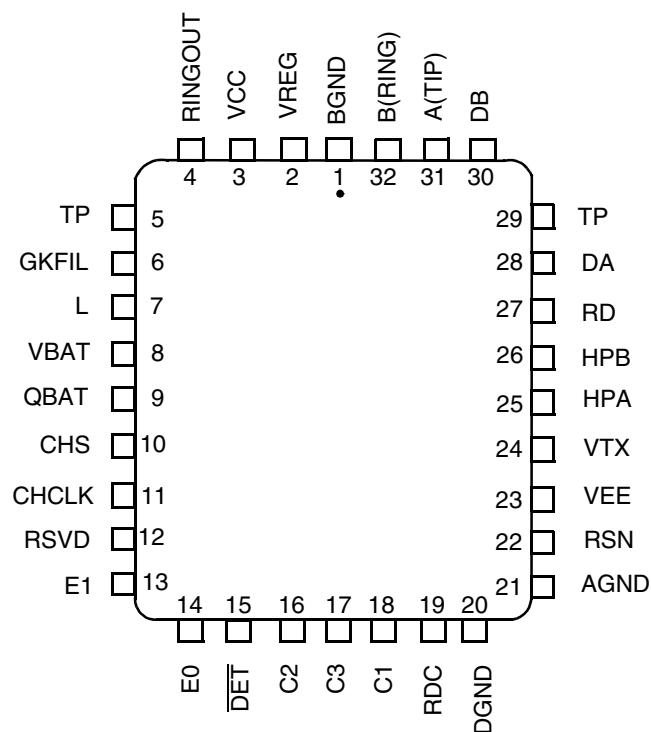 RINGOUT VCC VREG BGND B(RING) A(TIP) DB
4 3 2 1 32 31 30
TP 5 29 TP
GKFIL 6 28 DA
L 7 27 RD
VBAT 8 26 HPB
QBAT 9 25 HPA
CHS 10 24 VTX
CHCLK 11 23 VEE
RSVD 12 22 RSN
E1 13 21 AGND
14 15 16 17 18 19 20
E0 DET C2 C3 C1 RDC DGND